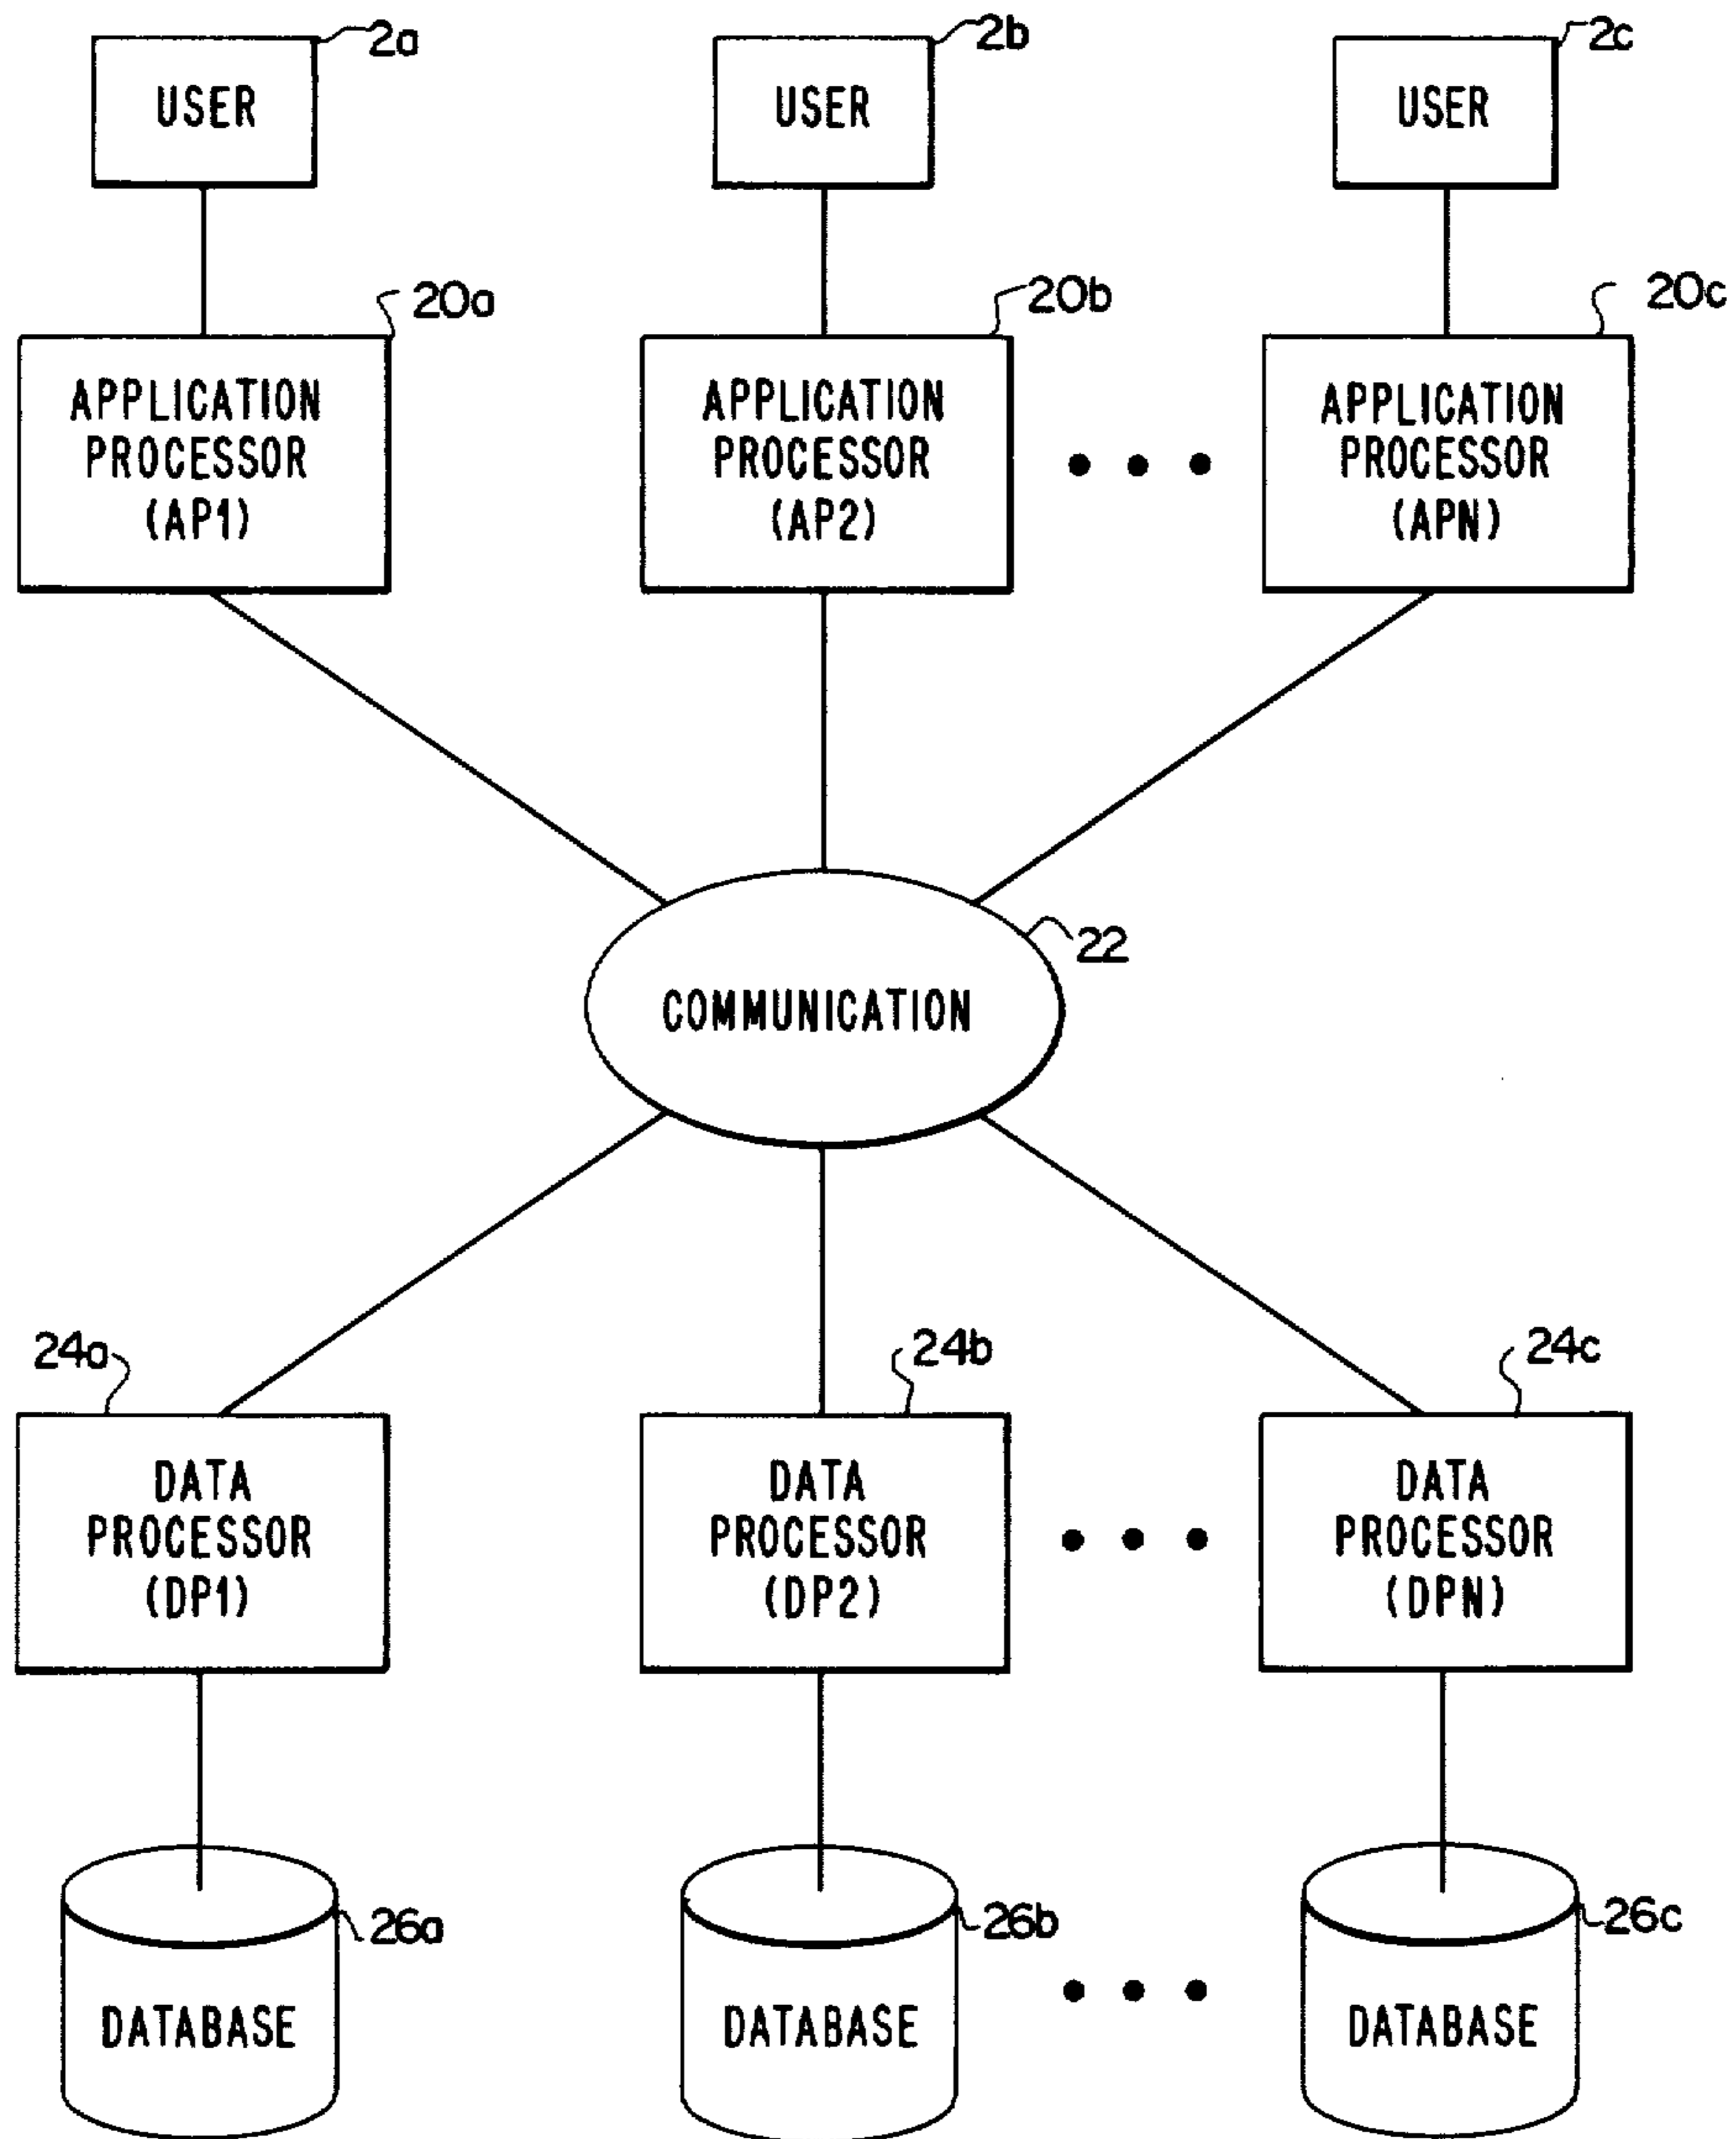 2a
2b
2c
USER
USER
USER
20a
20b
20c
APPLICATION
PROCESSOR
(AP1)
APPLICATION
PROCESSOR
(AP2)
APPLICATION
PROCESSOR
(APN)
22
COMMUNICATION
24a
24b
24c
DATA
PROCESSOR
(DP1)
DATA
PROCESSOR
(DP2)
DATA
PROCESSOR
(DPN)
26a
26b
26c
DATABASE
DATABASE
DATABASE